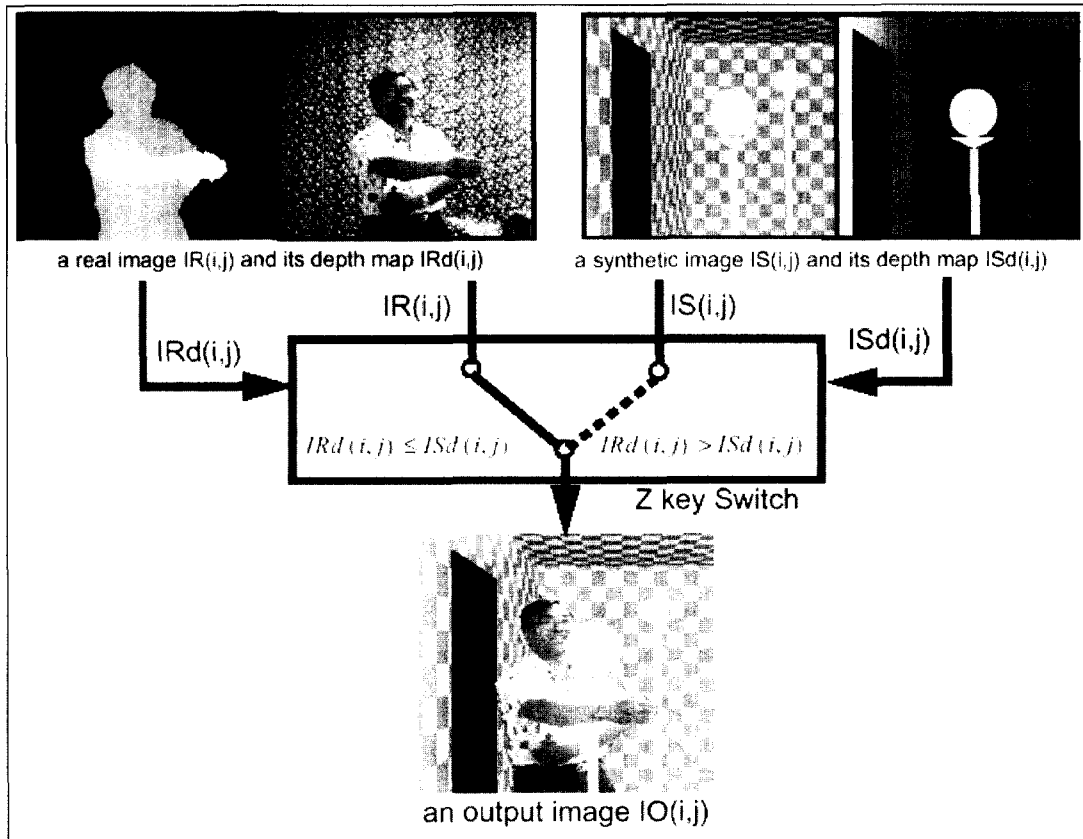 a real image IR(i,j) and its depth map IRd(i,j)
a synthetic image IS(i,j) and its depth map ISd(i,j)
IR(i,j)
IS(i,j)
IRd(i,j)
ISd(i,j)
IRd(i,j) ≤ ISd(i,j)
IRd(i,j) > ISd(i,j)
Z key Switch
an output image IO(i,j)